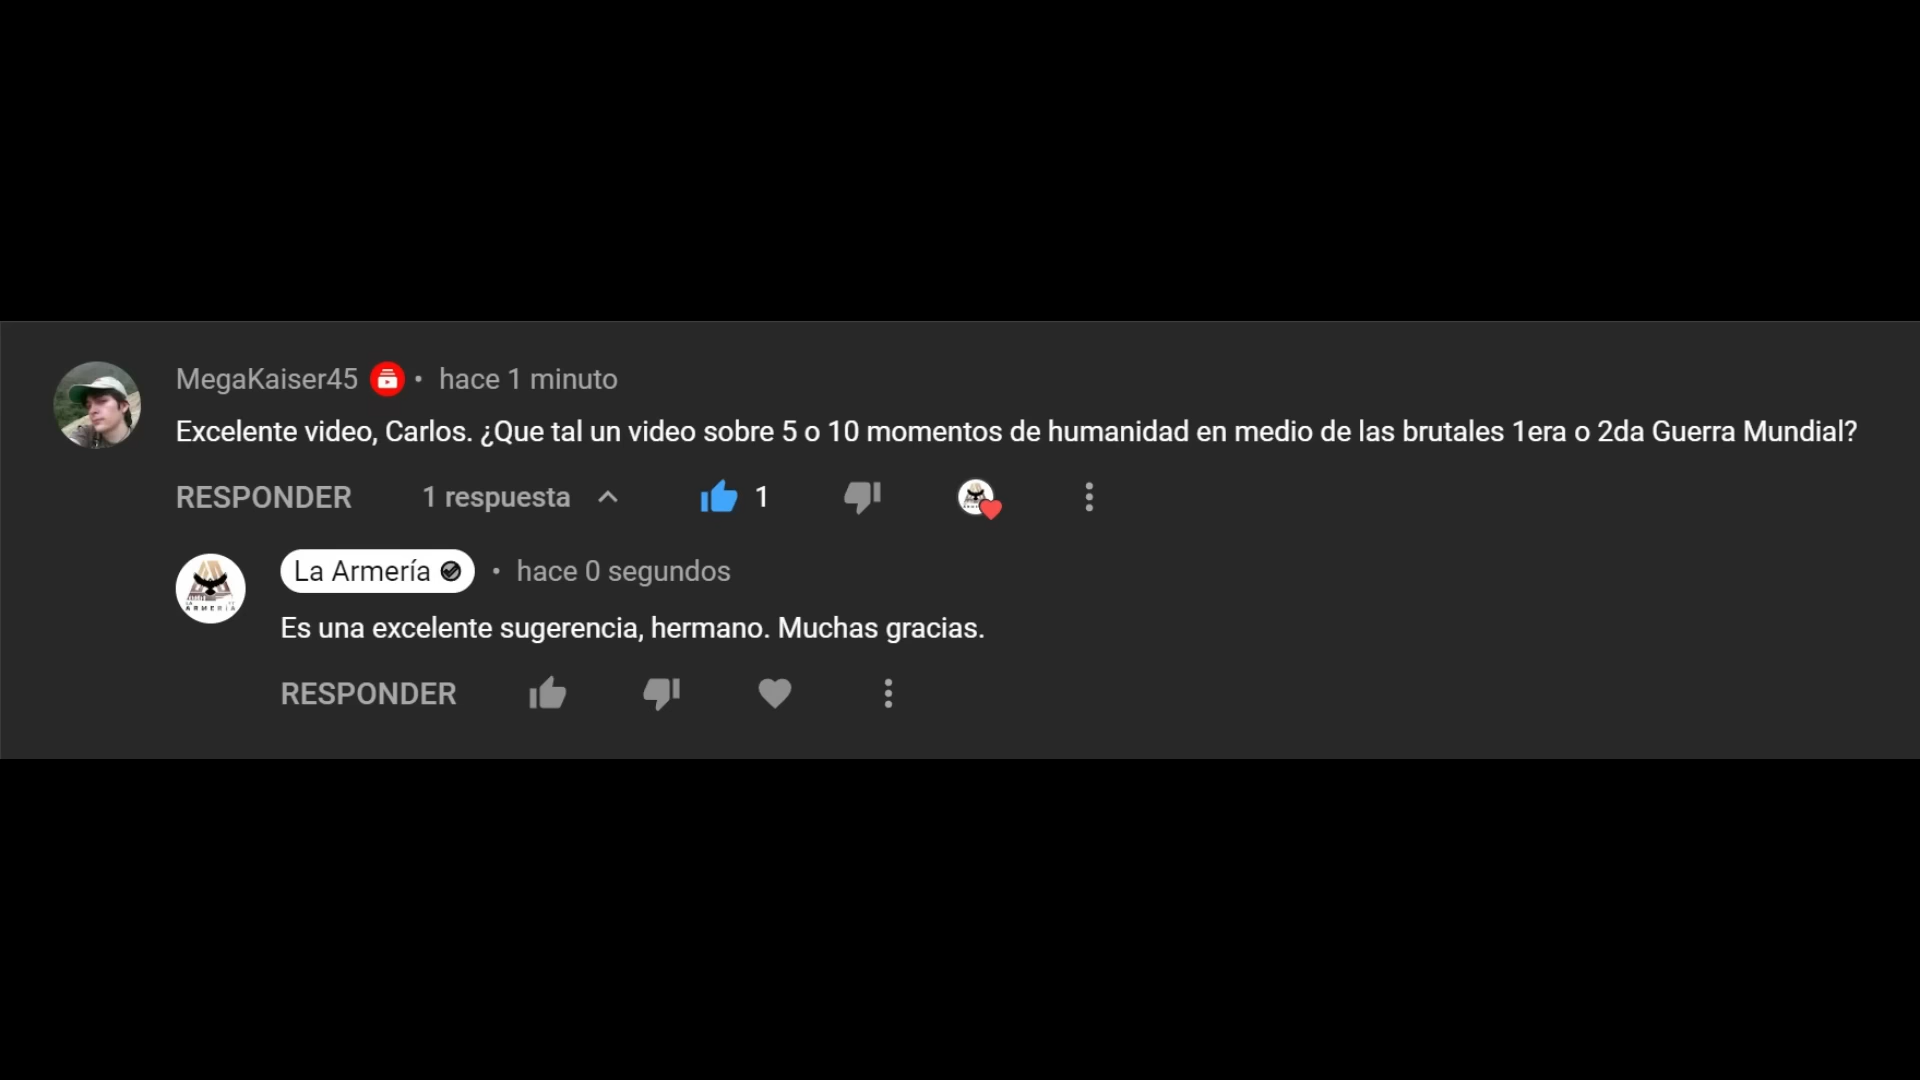 MegaKaiser45 • hace 1 minuto
Excelente video, Carlos. ¿Que tal un video sobre 5 o 10 momentos de humanidad en medio de las brutales 1era o 2da Guerra Mundial?
RESPONDER 1 respuesta 1
La Armería • hace 0 segundos
ARMERÍA
Es una excelente sugerencia, hermano. Muchas gracias.
RESPONDER